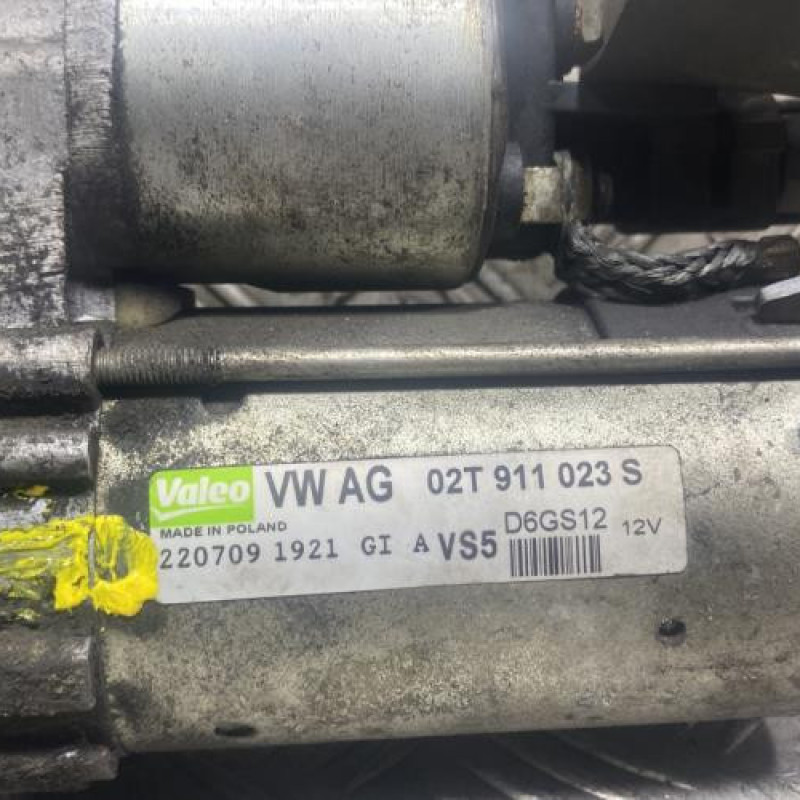 Valeo VW AG 02T 911 023 S
MADE IN POLAND
220709 1921 GI A VS5 D6GS12 12V